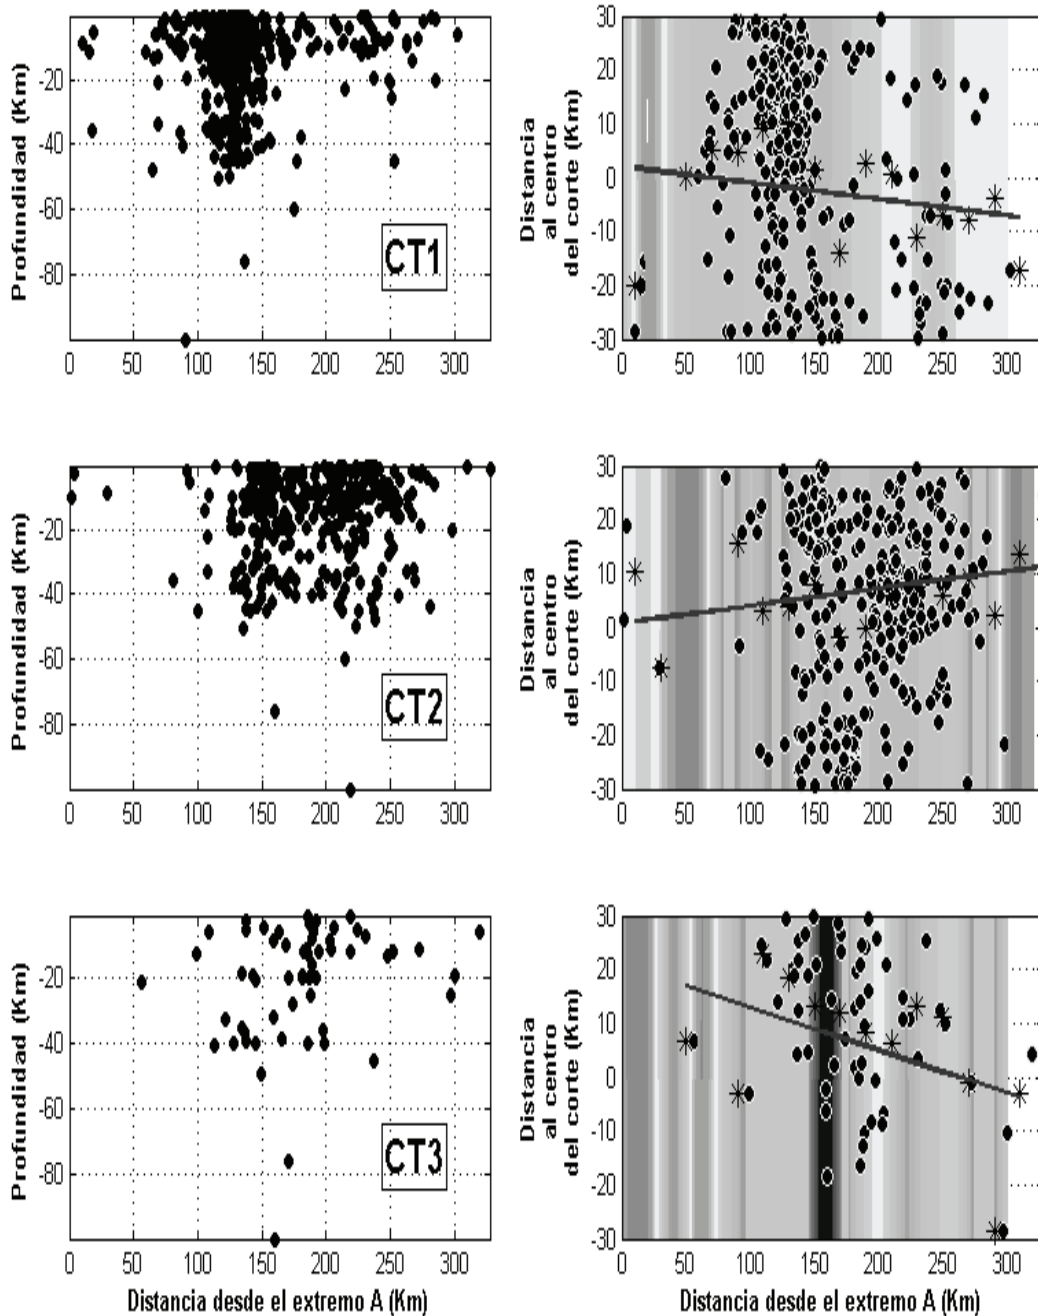 Profundidad (Km)
-20
-40
-60
-80
CT1
0 50 100 150 200 250 300
Distancia
al centro
del corte (Km)
30
20
10
0
-10
-20
-30
0 50 100 150 200 250 300
Profundidad (Km)
-20
-40
-60
-80
CT2
0 50 100 150 200 250 300
Distancia
al centro
del corte (Km)
30
20
10
0
-10
-20
-30
0 50 100 150 200 250 300
Profundidad (Km)
-20
-40
-60
-80
CT3
0 50 100 150 200 250 300
Distancia desde el extremo A (Km)
Distancia
al centro
del corte (Km)
30
20
10
0
-10
-20
-30
0 50 100 150 200 250 300
Distancia desde el extremo A (Km)